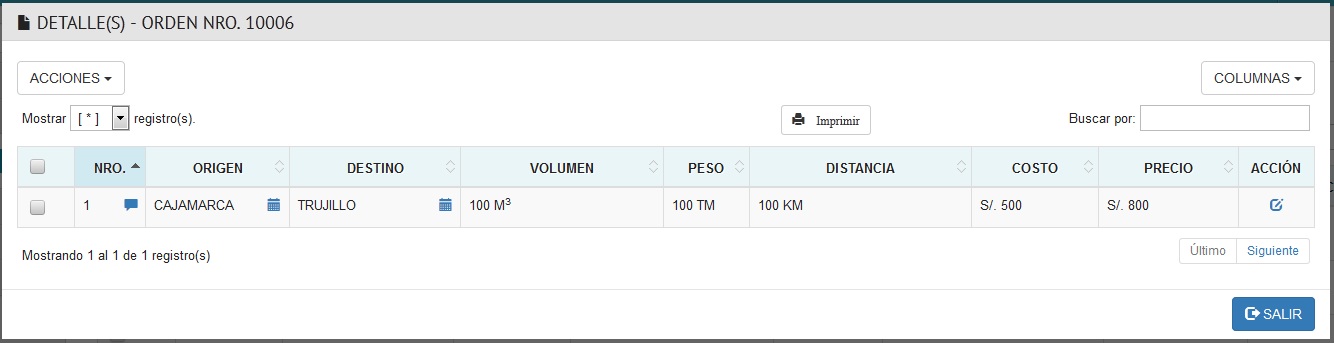 DETALLE(S) - ORDEN NRO. 10006
ACCIONES COLUMNAS
Mostrar [ * ] registro(s). Imprimir Buscar por:
NRO. ORIGEN DESTINO VOLUMEN PESO DISTANCIA COSTO PRECIO ACCIÓN
1 CAJAMARCA TRUJILLO 100 M³ 100 TM 100 KM S/. 500 S/. 800
Mostrando 1 al 1 de 1 registro(s) Último Siguiente
SALIR